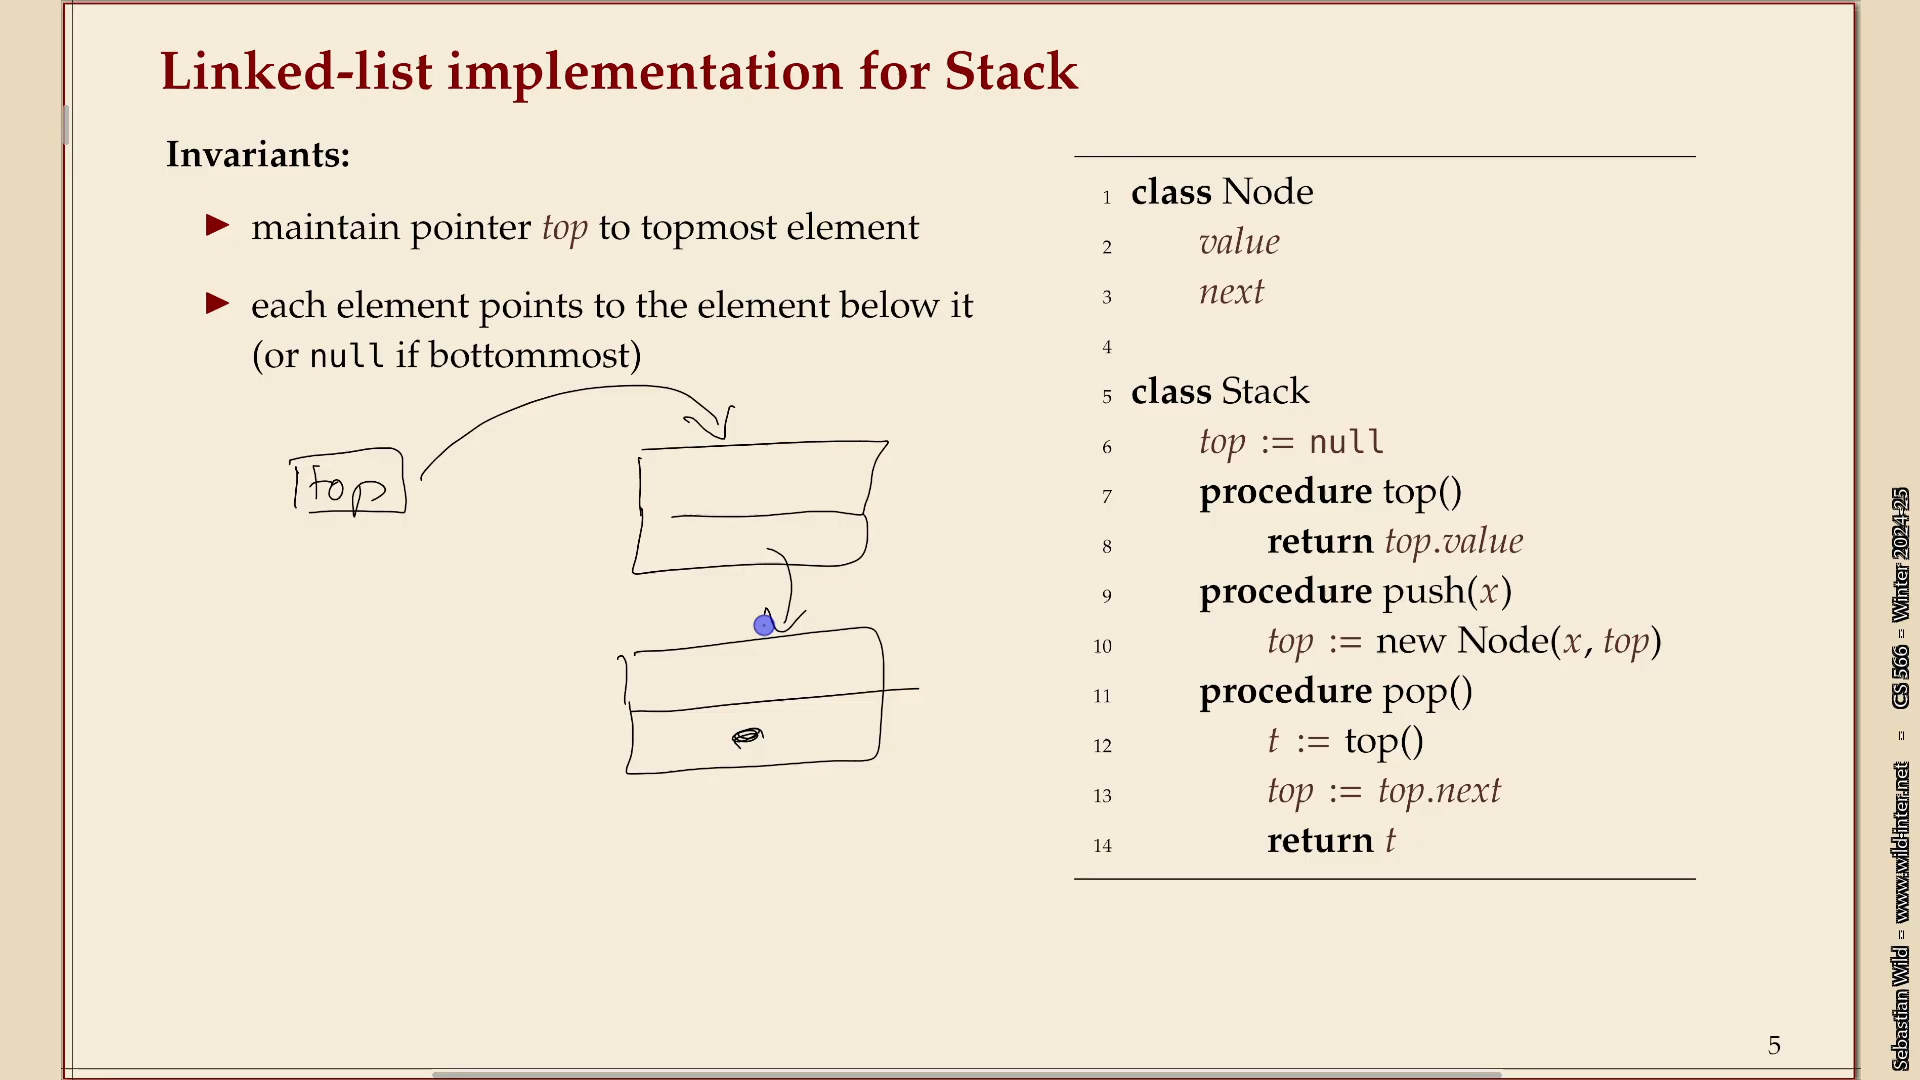 Linked-list implementation for Stack
Invariants:
▶ maintain pointer top to topmost element
▶ each element points to the element below it
(or null if bottommost)
top
1 class Node
2 value
3 next
4
5 class Stack
6 top := null
7 procedure top()
8 return top.value
9 procedure push(x)
10 top := new Node(x, top)
11 procedure pop()
12 t := top()
13 top := top.next
14 return t
5
Sebastian Wild – www.wild-inter.net – CS 566 – Winter 2024-25